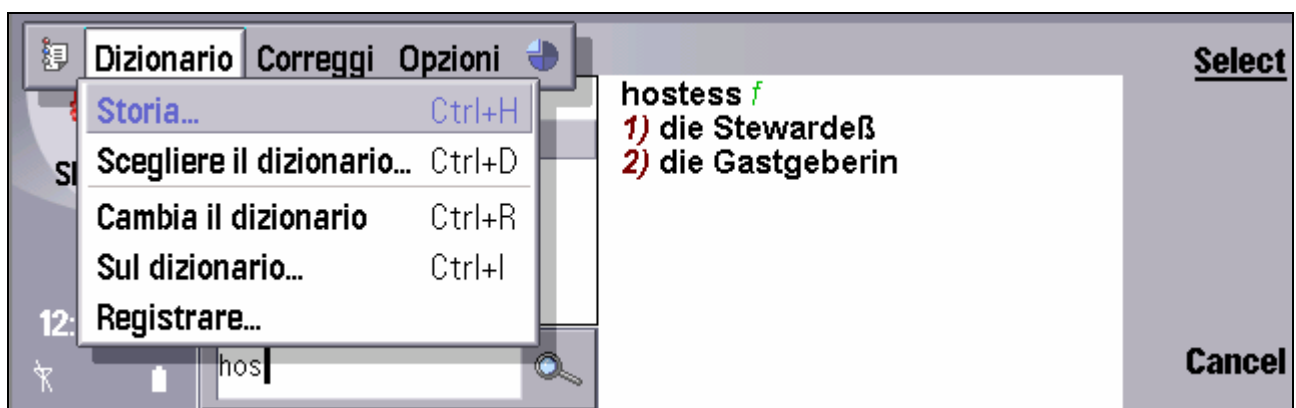 Dizionario Correggi Opzioni
Select
Storia... Ctrl+H
Scegliere il dizionario... Ctrl+D
Cambia il dizionario Ctrl+R
Sul dizionario... Ctrl+I
Registrare...
hostess f
1) die Stewardeß
2) die Gastgeberin
12:
hos
Cancel